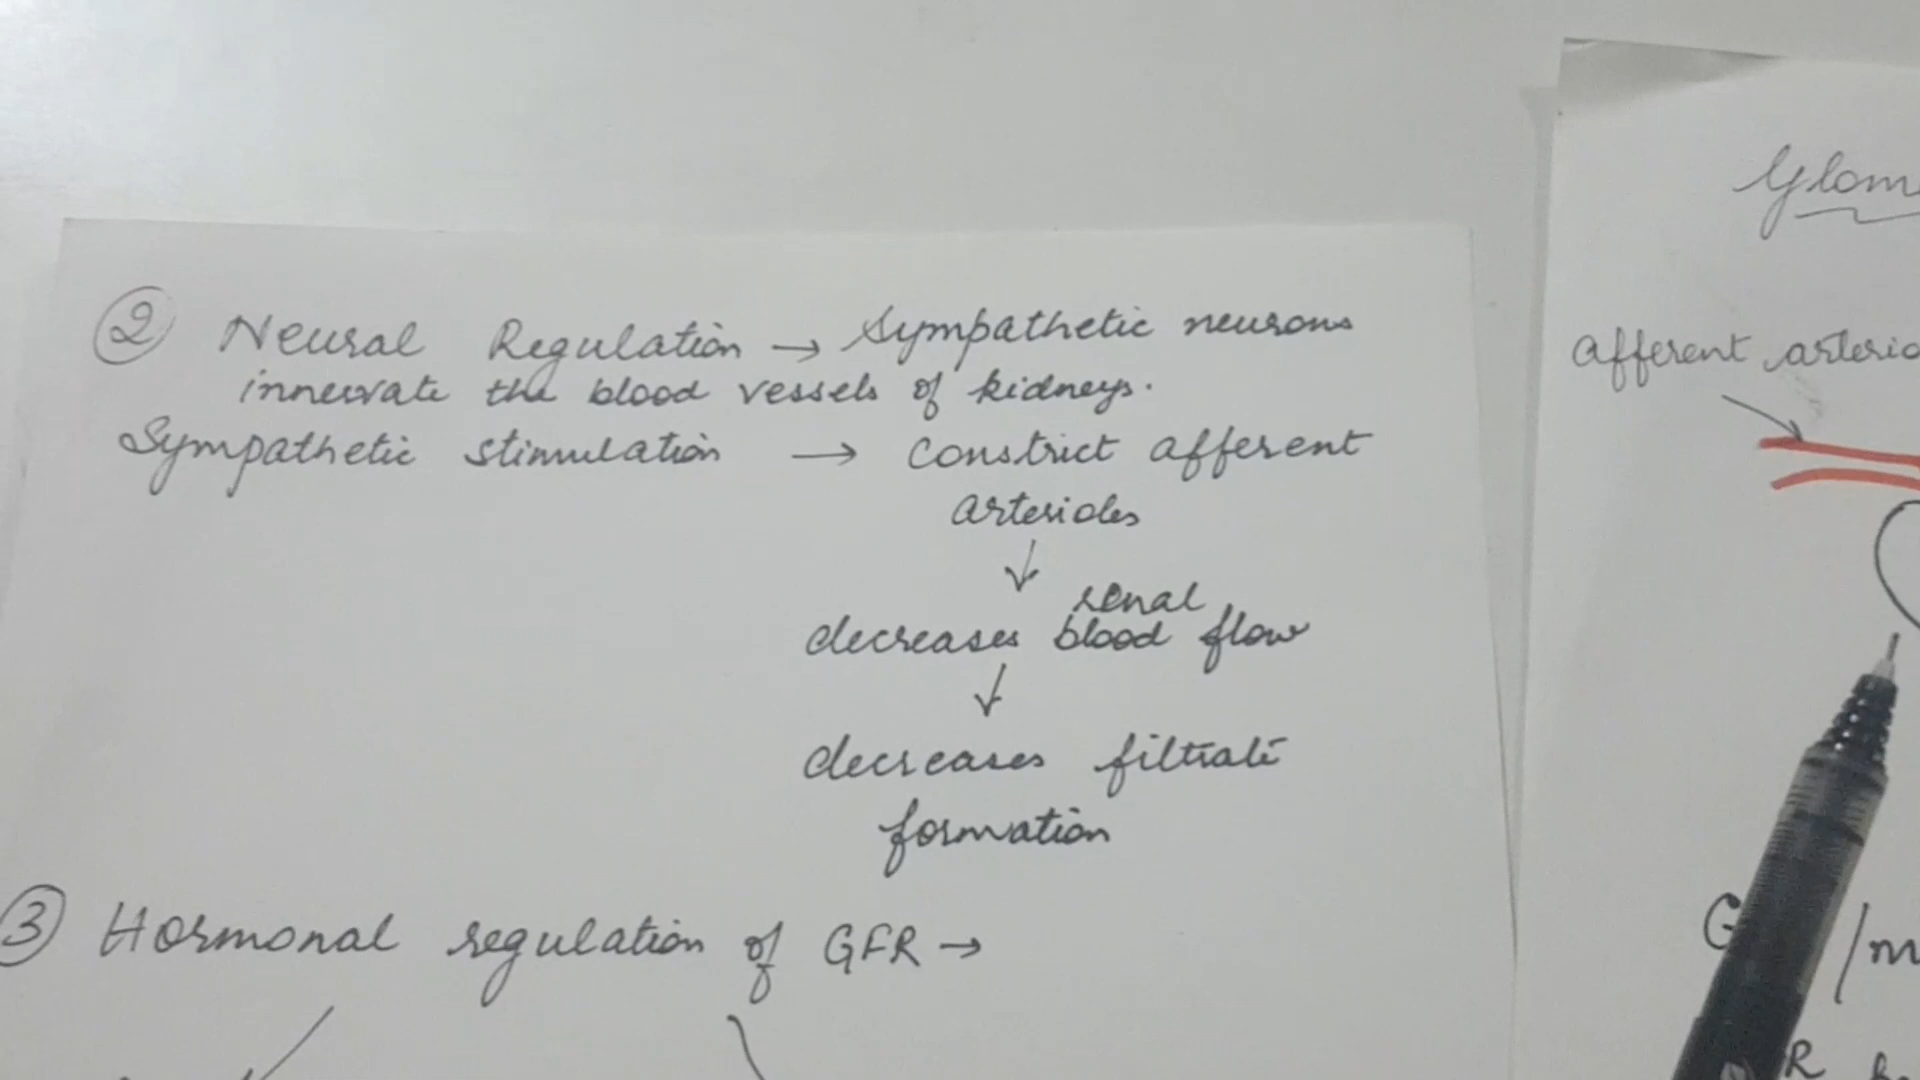 ② Neural Regulation → Sympathetic neurons
innervate the blood vessels of kidneys.
Sympathetic stimulation → Constrict afferent
arterioles
↓
renal
decreases blood flow
↓
decreases filtrate
formation
③ Hormonal regulation of GFR →
Glom
afferent arterio
G /m
R